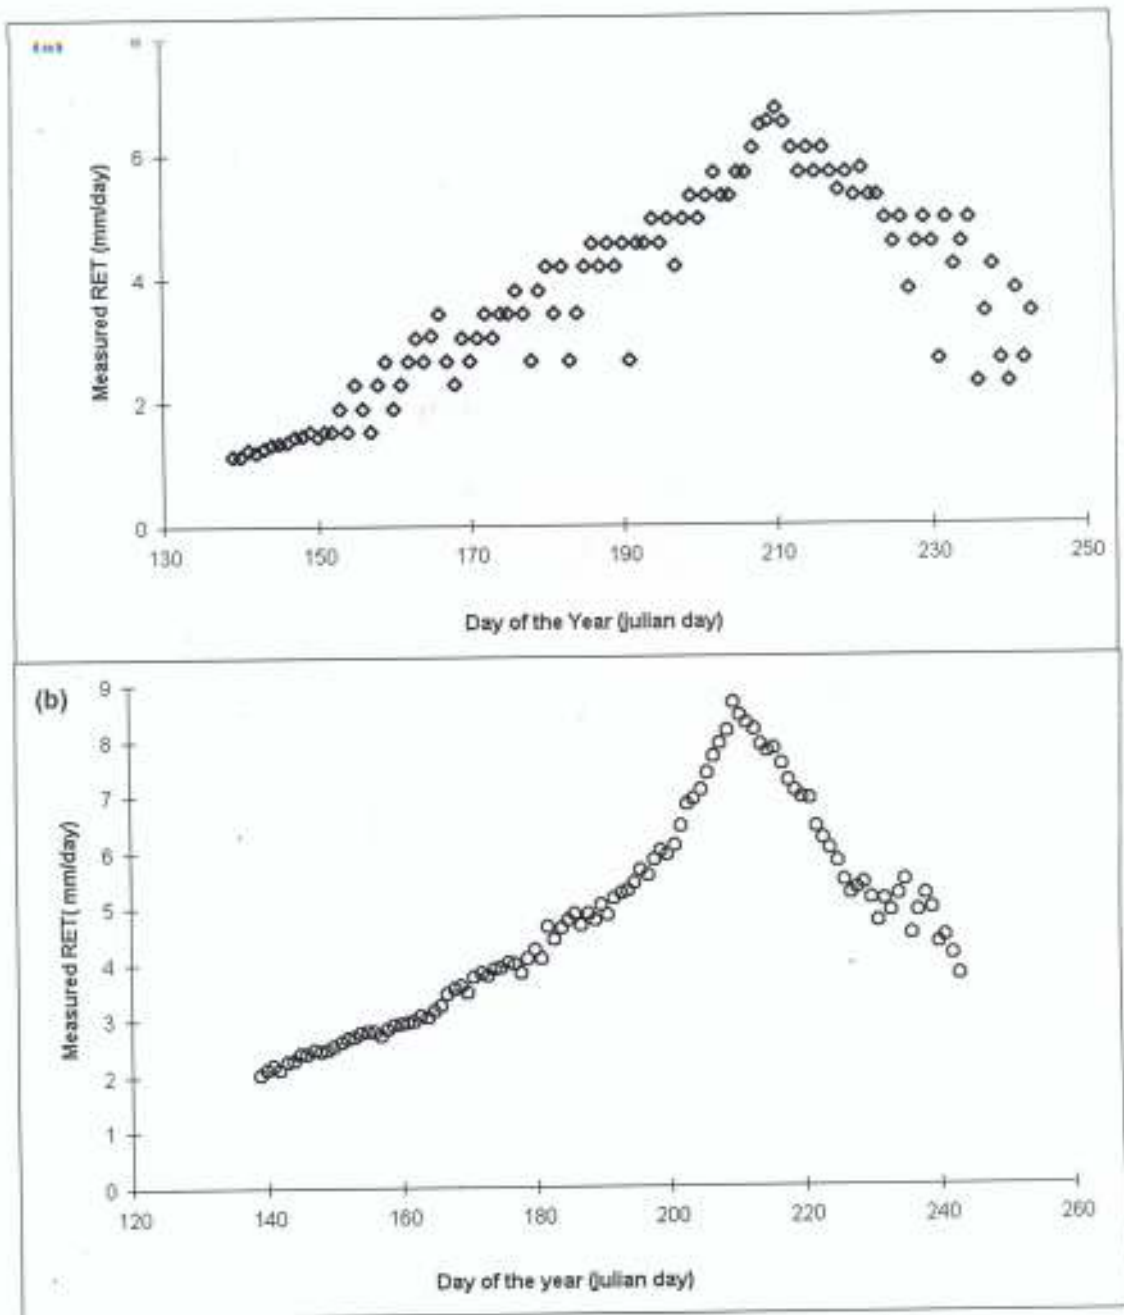 6
4
2
0
Measured RET (mm/day)
130 150 170 190 210 230 250
Day of the Year (julian day)
(b)
9
8
7
6
5
4
3
2
1
0
Measured RET( mm/day)
120 140 160 180 200 220 240 260
Day of the year (julian day)